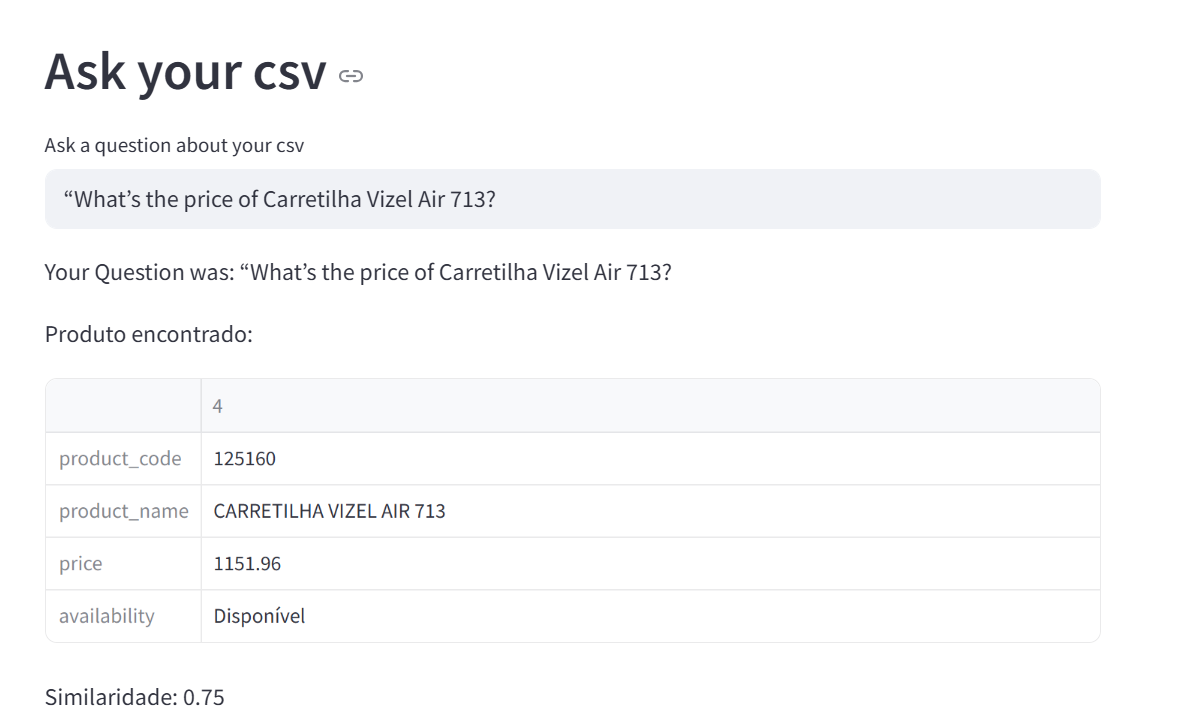 Ask your csv
Ask a question about your csv
“What’s the price of Carretilha Vizel Air 713?
Your Question was: “What’s the price of Carretilha Vizel Air 713?
Produto encontrado:
4
product_code 125160
product_name CARRETILHA VIZEL AIR 713
price 1151.96
availability Disponível
Similaridade: 0.75